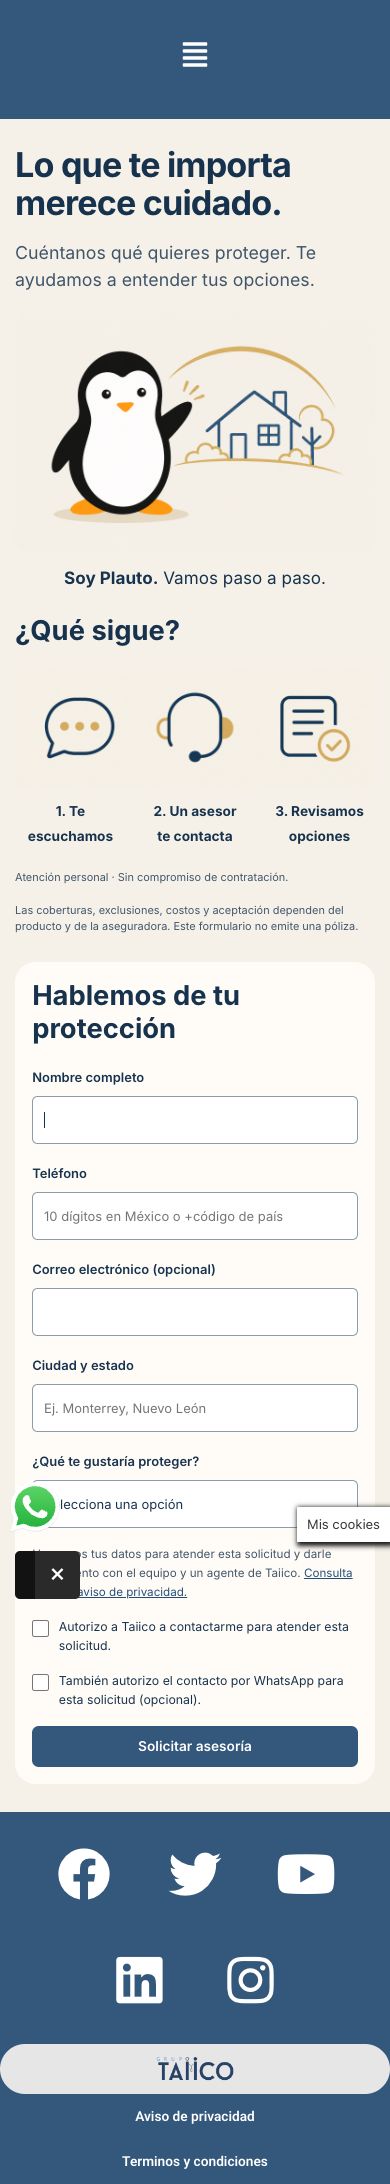 Lo que te importa
merece cuidado.
Cuéntanos qué quieres proteger. Te
ayudamos a entender tus opciones.
Soy Plauto. Vamos paso a paso.
¿Qué sigue?
1. Te
escuchamos
2. Un asesor
te contacta
3. Revisamos
opciones
Atención personal · Sin compromiso de contratación.
Las coberturas, exclusiones, costos y aceptación dependen del
producto y de la aseguradora. Este formulario no emite una póliza.
Hablemos de tu
protección
Nombre completo
Teléfono
10 dígitos en México o +código de país
Correo electrónico (opcional)
Ciudad y estado
Ej. Monterrey, Nuevo León
¿Qué te gustaría proteger?
lecciona una opción
Mis cookies
tus datos para atender esta solicitud y darle
con el equipo y un agente de Taiico. Consulta
aviso de privacidad.
×
Autorizo a Taiico a contactarme para atender esta
solicitud.
También autorizo el contacto por WhatsApp para
esta solicitud (opcional).
Solicitar asesoría
GRUPO
TAIICO
Aviso de privacidad
Terminos y condiciones